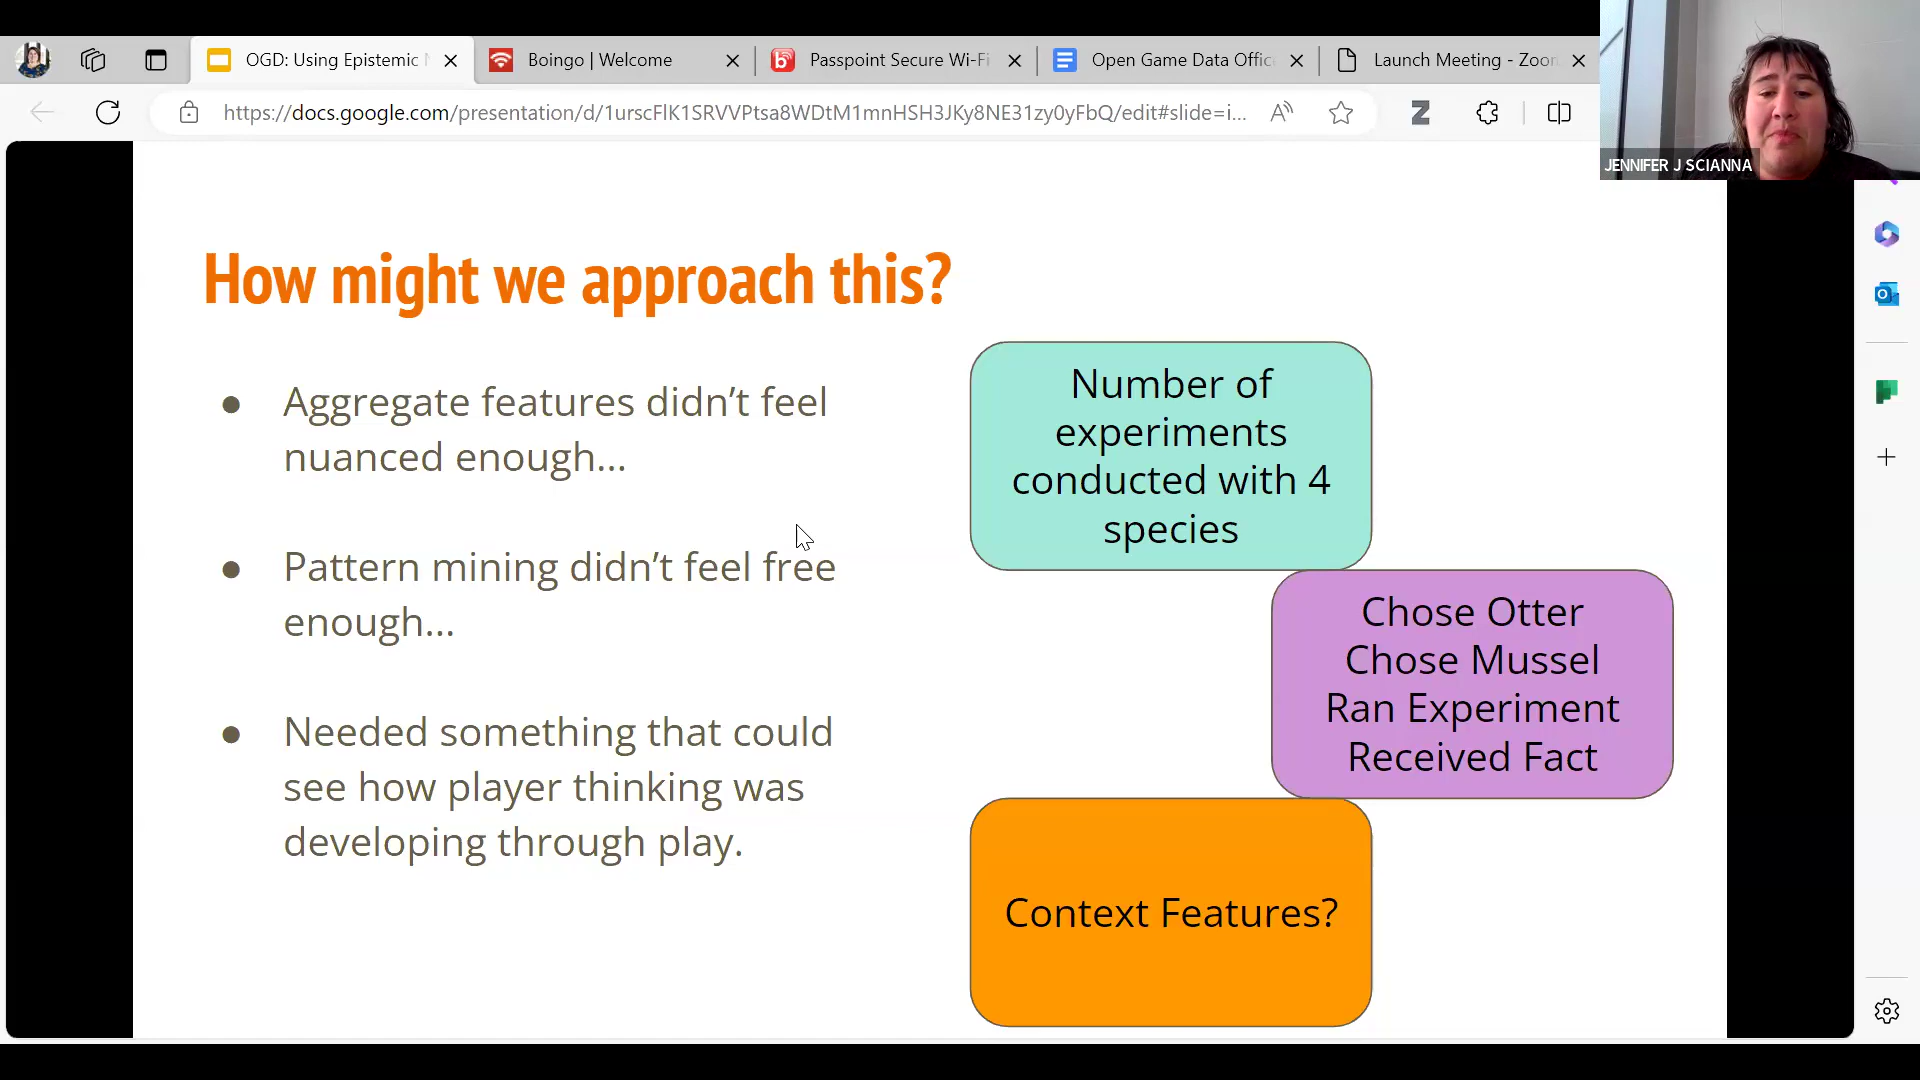 OGD: Using Epistemic
Boingo | Welcome
Passpoint Secure Wi-Fi
Open Game Data Offic
Launch Meeting - Zoom
https://docs.google.com/presentation/d/1urscFlK1SRVVPtsa8WDtM1mnHSH3JKy8NE31zy0yFbQ/edit#slide=i...
JENNIFER J SCIANNA
How might we approach this?
● Aggregate features didn’t feel
nuanced enough...
● Pattern mining didn’t feel free
enough...
● Needed something that could
see how player thinking was
developing through play.
Number of
experiments
conducted with 4
species
Chose Otter
Chose Mussel
Ran Experiment
Received Fact
Context Features?